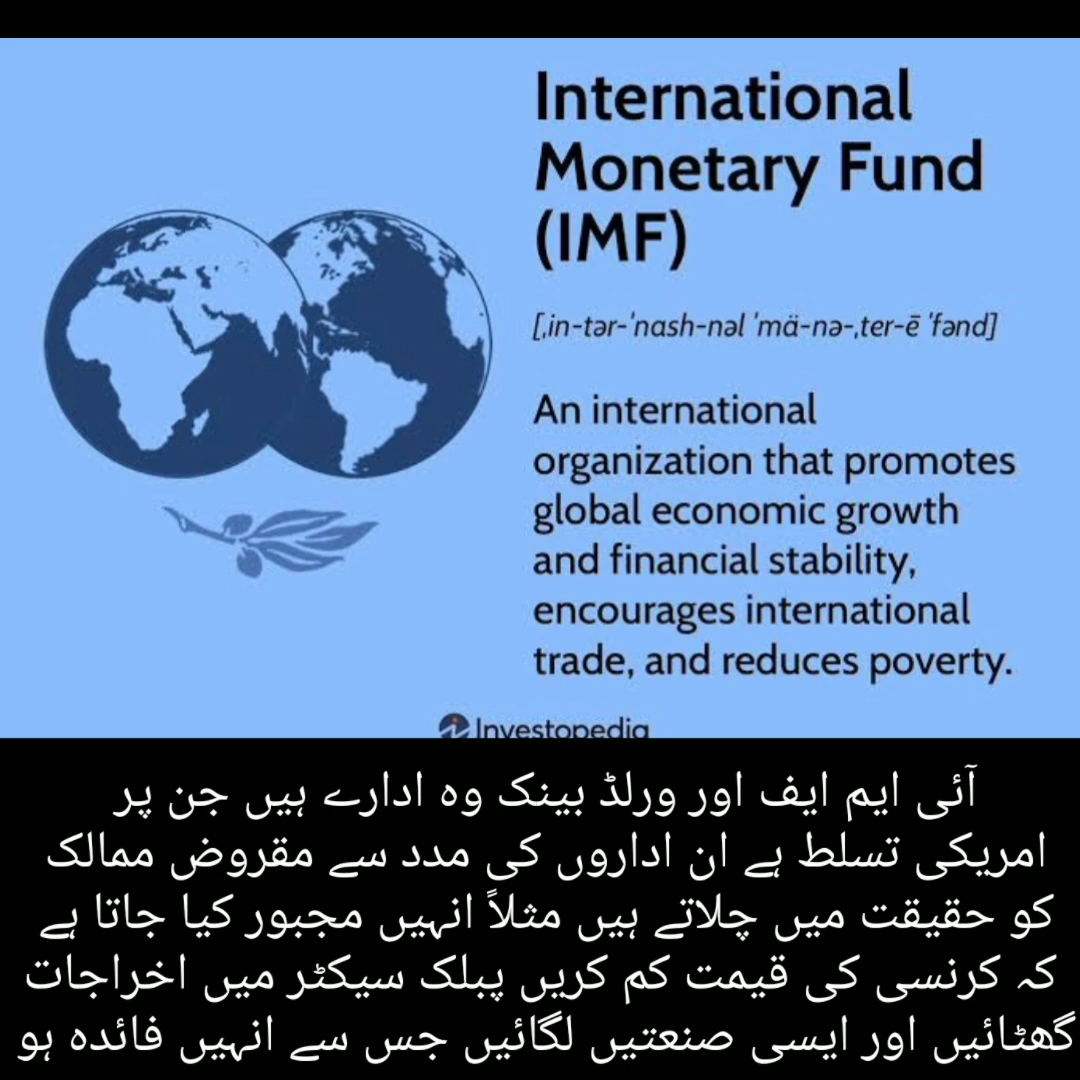 International
Monetary Fund
(IMF)
[ˌin-tər-ˈnash-nəl ˈmä-nə-ˌter-ē ˈfənd]
An international
organization that promotes
global economic growth
and financial stability,
encourages international
trade, and reduces poverty.
Investopedia
آئی ایم ایف اور ورلڈ بینک وہ ادارے ہیں جن پر
امریکی تسلط ہے ان اداروں کی مدد سے مقروض ممالک
کو حقیقت میں چلاتے ہیں مثلاً انہیں مجبور کیا جاتا ہے
کہ کرنسی کی قیمت کم کریں پبلک سیکٹر میں اخراجات
گھٹائیں اور ایسی صنعتیں لگائیں جس سے انہیں فائدہ ہو